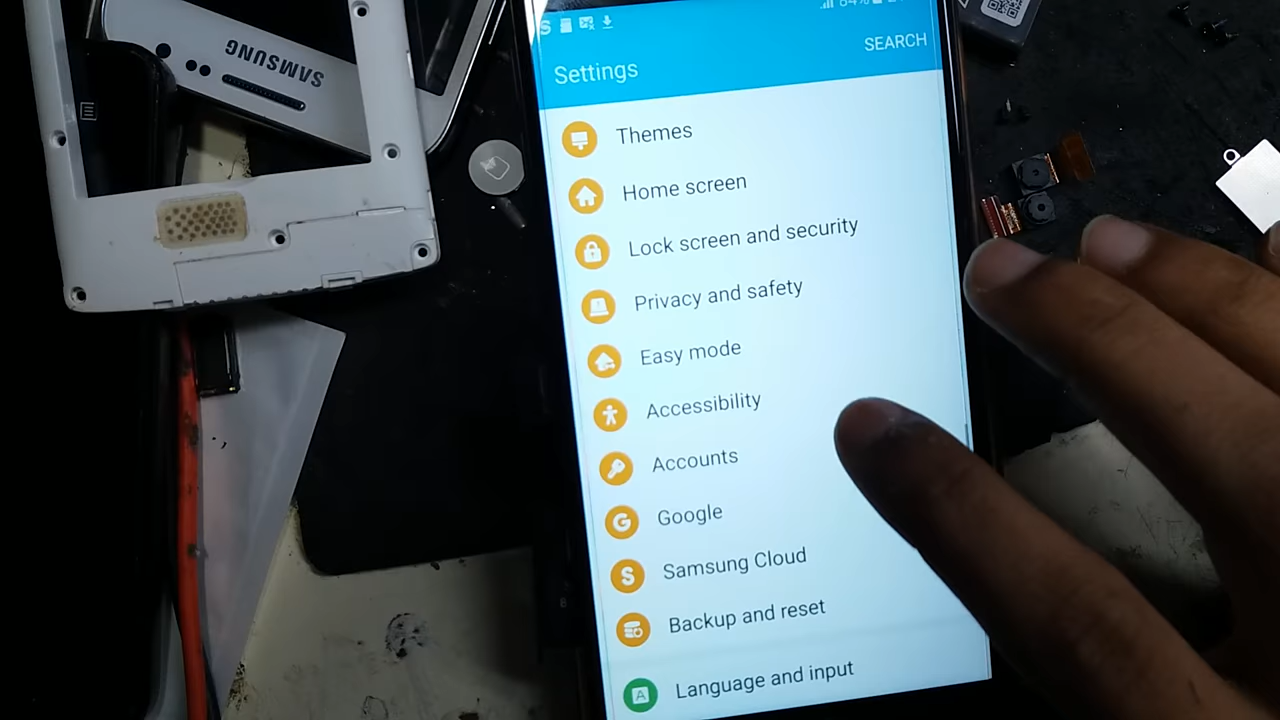 SAMSUNG
SEARCH
Settings
Themes
Home screen
Lock screen and security
Privacy and safety
Easy mode
Accessibility
Accounts
Google
Samsung Cloud
Backup and reset
Language and input